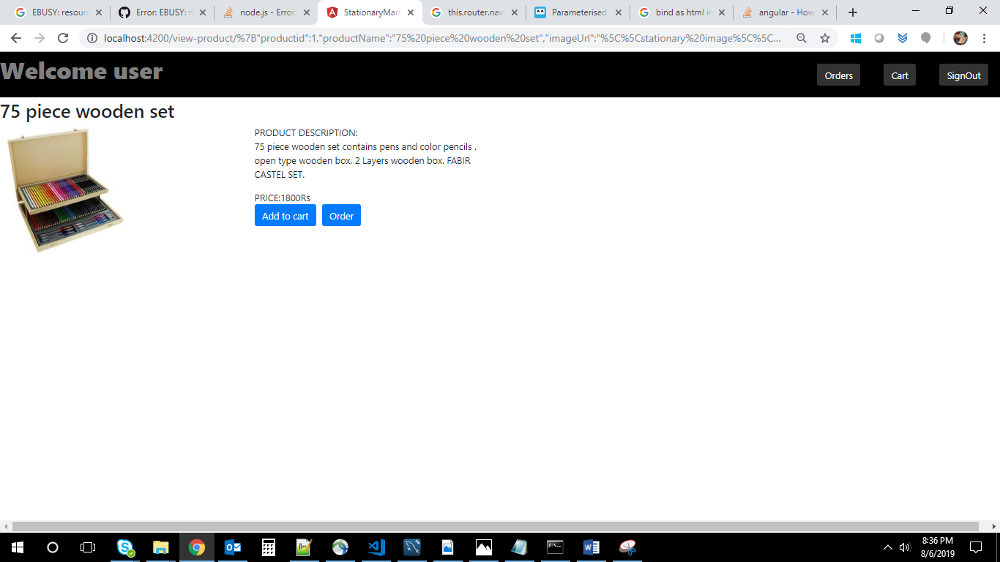 EBUSY: resourc
Error: EBUSY: r
node.js - Error:
StationaryMart
this.router.navi
Parameterised
bind as html in
angular - How
localhost:4200/view-product/%7B"productid":1,"productName":"75%20piece%20wooden%20set","imageUrl":"%5C%5Cstationary%20image%5C%5C...
Welcome user
Orders
Cart
SignOut
75 piece wooden set
PRODUCT DESCRIPTION:
75 piece wooden set contains pens and color pencils .
open type wooden box. 2 Layers wooden box. FABIR
CASTEL SET.
PRICE:1800Rs
Add to cart
Order
8:36 PM
8/6/2019